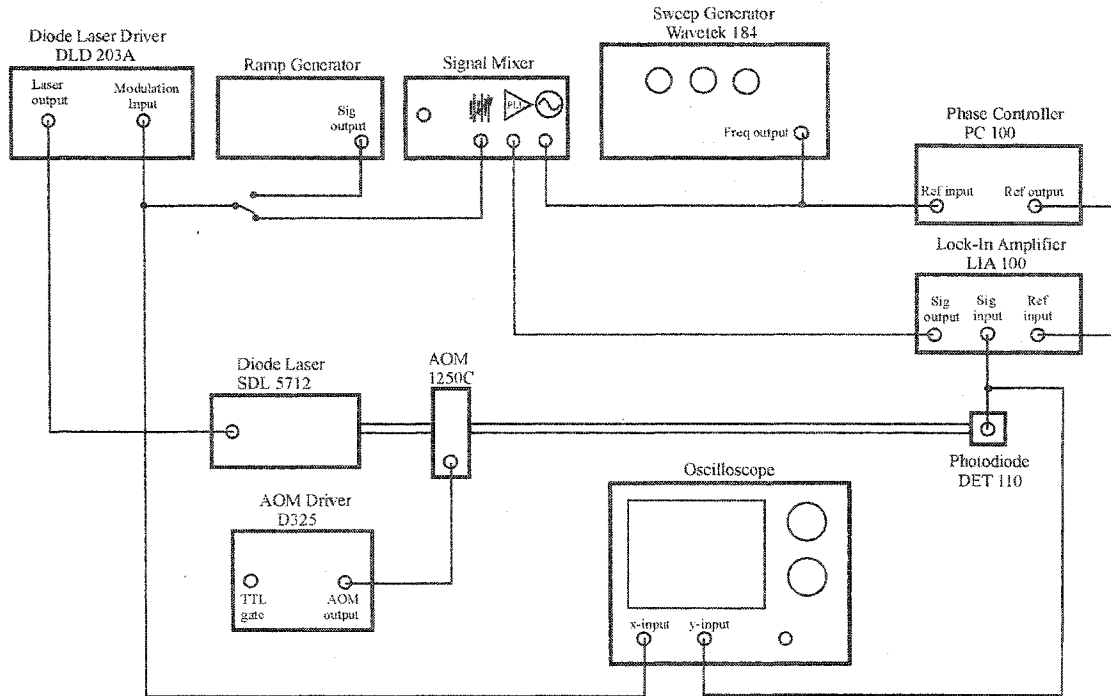 Sweep Generator
Wavetek 184
Diode Laser Driver
DLD 203A
Ramp Generator
Signal Mixer
Laser
output
Modulation
Input
Sig
output
Freq output
Phase Controller
PC 100
Ref input
Ref output
Lock-In Amplifier
LIA 100
Sig
output
Sig
input
Ref
input
Diode Laser
SDL 5712
AOM
1250C
Photodiode
DET 110
Oscilloscope
AOM Driver
D325
TTL
gate
AOM
output
x-input
y-input